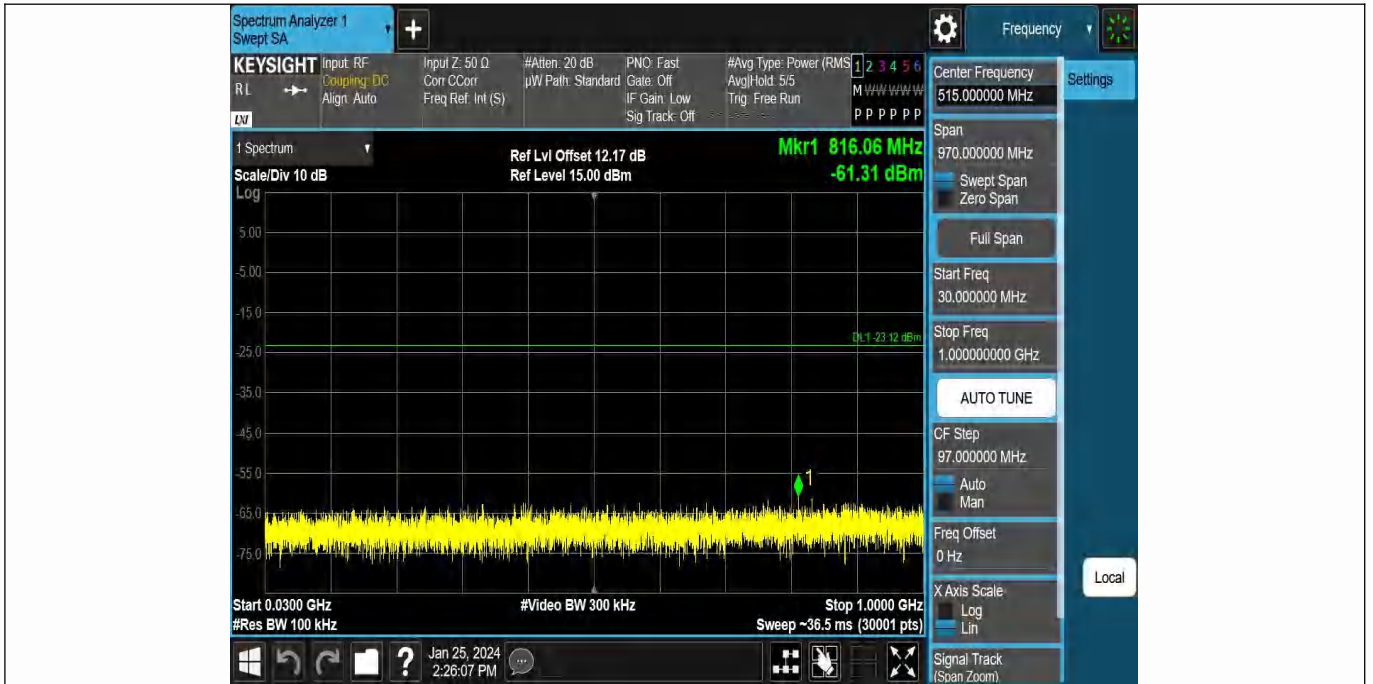 Spectrum Analyzer 1
Swept SA
+
Frequency
KEYSIGHT
RL
LXI
Input: RF
Coupling: DC
Align: Auto
Input Z: 50 Ω
Corr CCorr
Freq Ref: Int (S)
#Atten: 20 dB
µW Path: Standard
PNO: Fast
Gate: Off
IF Gain: Low
Sig Track: Off
#Avg Type: Power (RMS
Avg|Hold: 5/5
Trig: Free Run
1 2 3 4 5 6
M W W W W W
P P P P P P
1 Spectrum
Scale/Div 10 dB
Log
Ref Lvl Offset 12.17 dB
Ref Level 15.00 dBm
Mkr1 816.06 MHz
-61.31 dBm
5.00
-5.00
-15.0
DL1 -23.12 dBm
-25.0
-35.0
-45.0
-55.0
1
-65.0
-75.0
Start 0.0300 GHz
#Res BW 100 kHz
#Video BW 300 kHz
Stop 1.0000 GHz
Sweep ~36.5 ms (30001 pts)
Center Frequency
515.000000 MHz
Settings
Span
970.000000 MHz
Swept Span
Zero Span
Full Span
Start Freq
30.000000 MHz
Stop Freq
1.000000000 GHz
AUTO TUNE
CF Step
97.000000 MHz
Auto
Man
Freq Offset
0 Hz
X Axis Scale
Log
Lin
Local
Signal Track
(Span Zoom)
?
Jan 25, 2024
2:26:07 PM